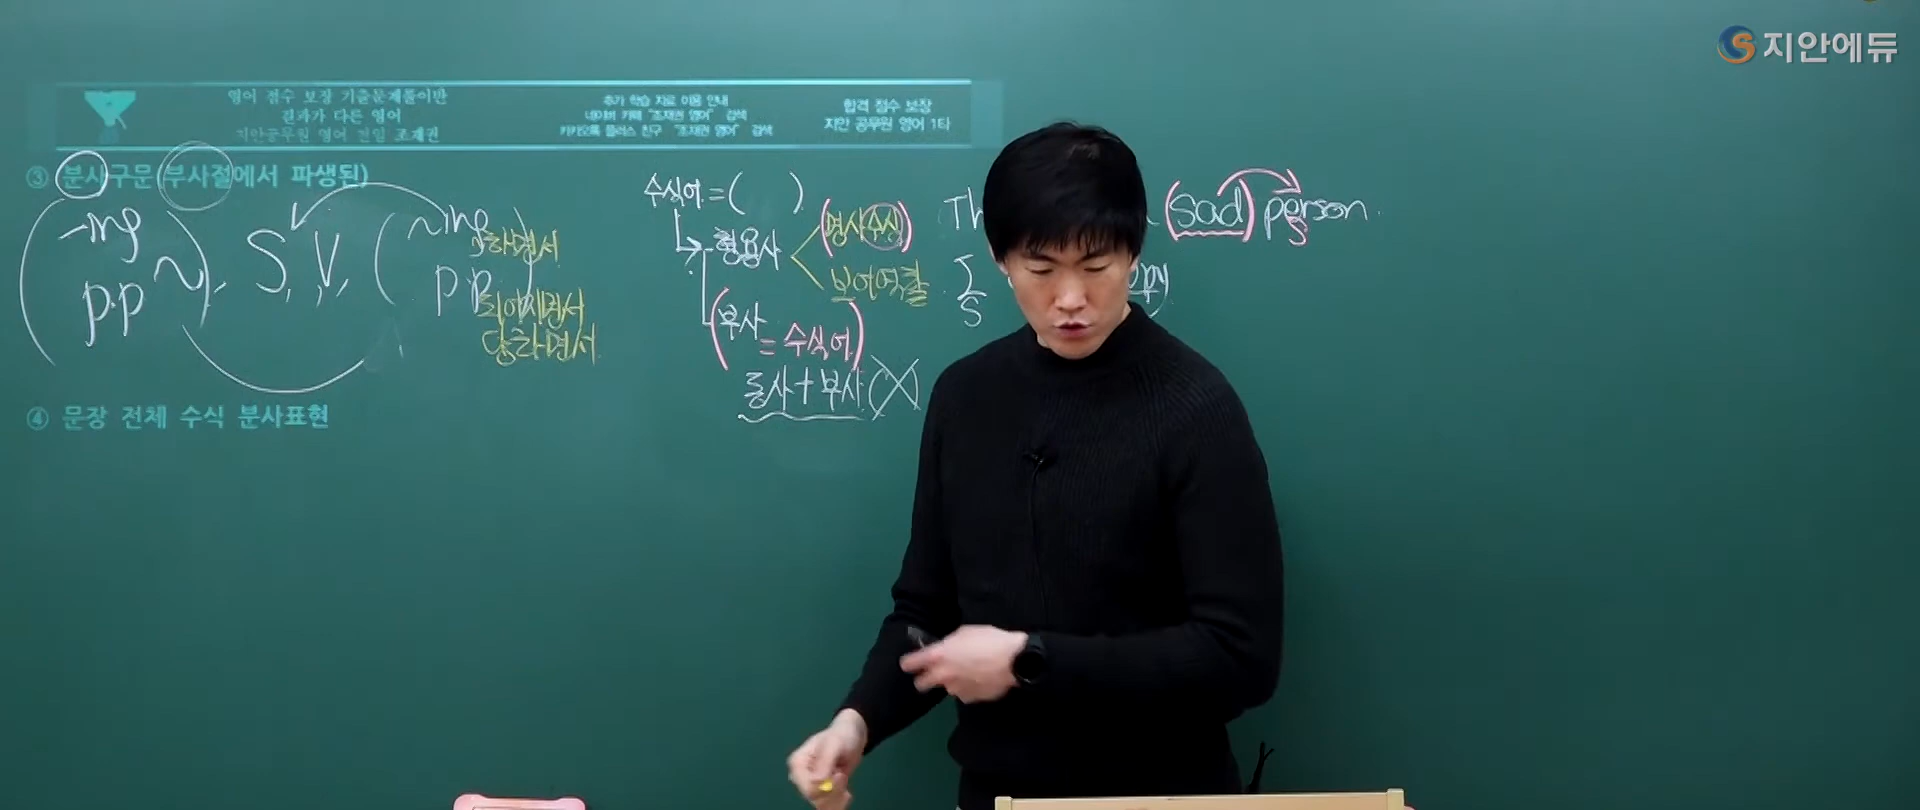 지안에듀
영어 점수 보장 기출문제풀이반
결과가 다른 영어
지안공무원 영어 전임 조재권
추가 학습 자료 이용 안내
네이버 카페 "조재권 영어" 검색
카카오톡 플러스 친구 "조재권 영어" 검색
합격 점수 보장
지안 공무원 영어 1타
③ 분사구문(부사절에서 파생된)
(~ing
p.p ~), S, V, (~ing
p.p)
하면서
되어지면서
당하면서
수식어 = ( )
형용사
(명사수식)
보어역할
(부사
= 수식어)
동사 + 부사 (X)
(sad) person.
S
I
S
④ 문장 전체 수식 분사표현